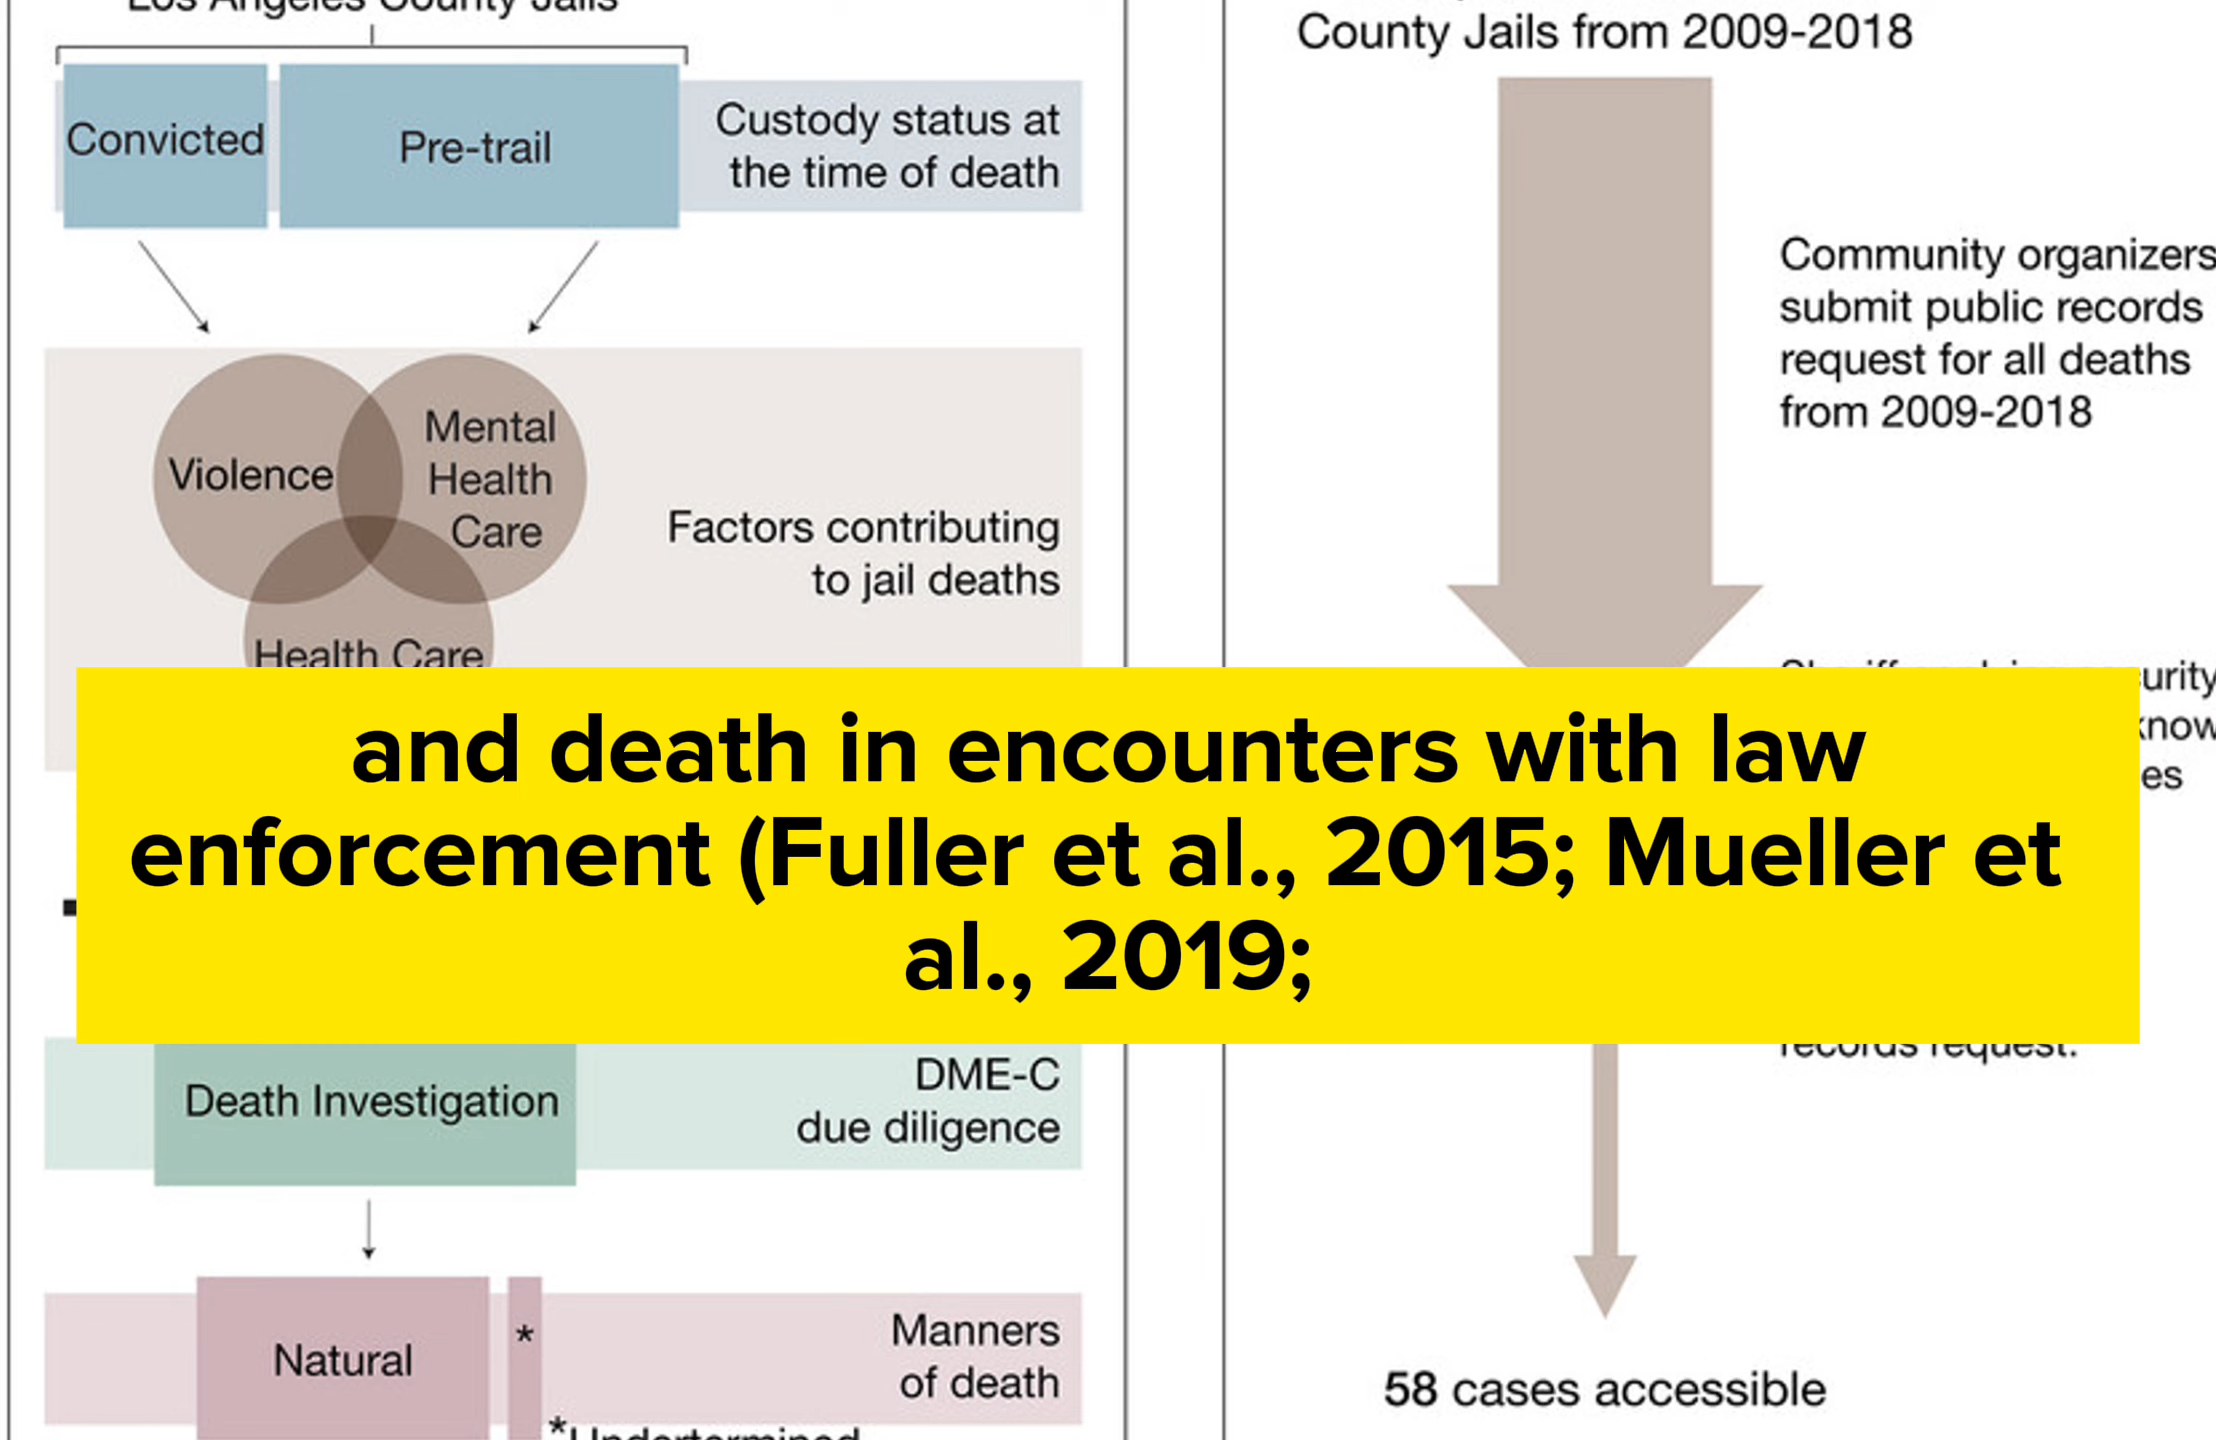 Los Angeles County Jails
Convicted
Pre-trail
Custody status at
the time of death
Violence
Mental
Health
Care
Health Care
Factors contributing
to jail deaths
and death in encounters with law
enforcement (Fuller et al., 2015; Mueller et
al., 2019;
Death Investigation
DME-C
due diligence
Natural
*
Manners
of death
*Undertermined
County Jails from 2009-2018
Community organizers
submit public records
request for all deaths
from 2009-2018
know
records request.
58 cases accessible